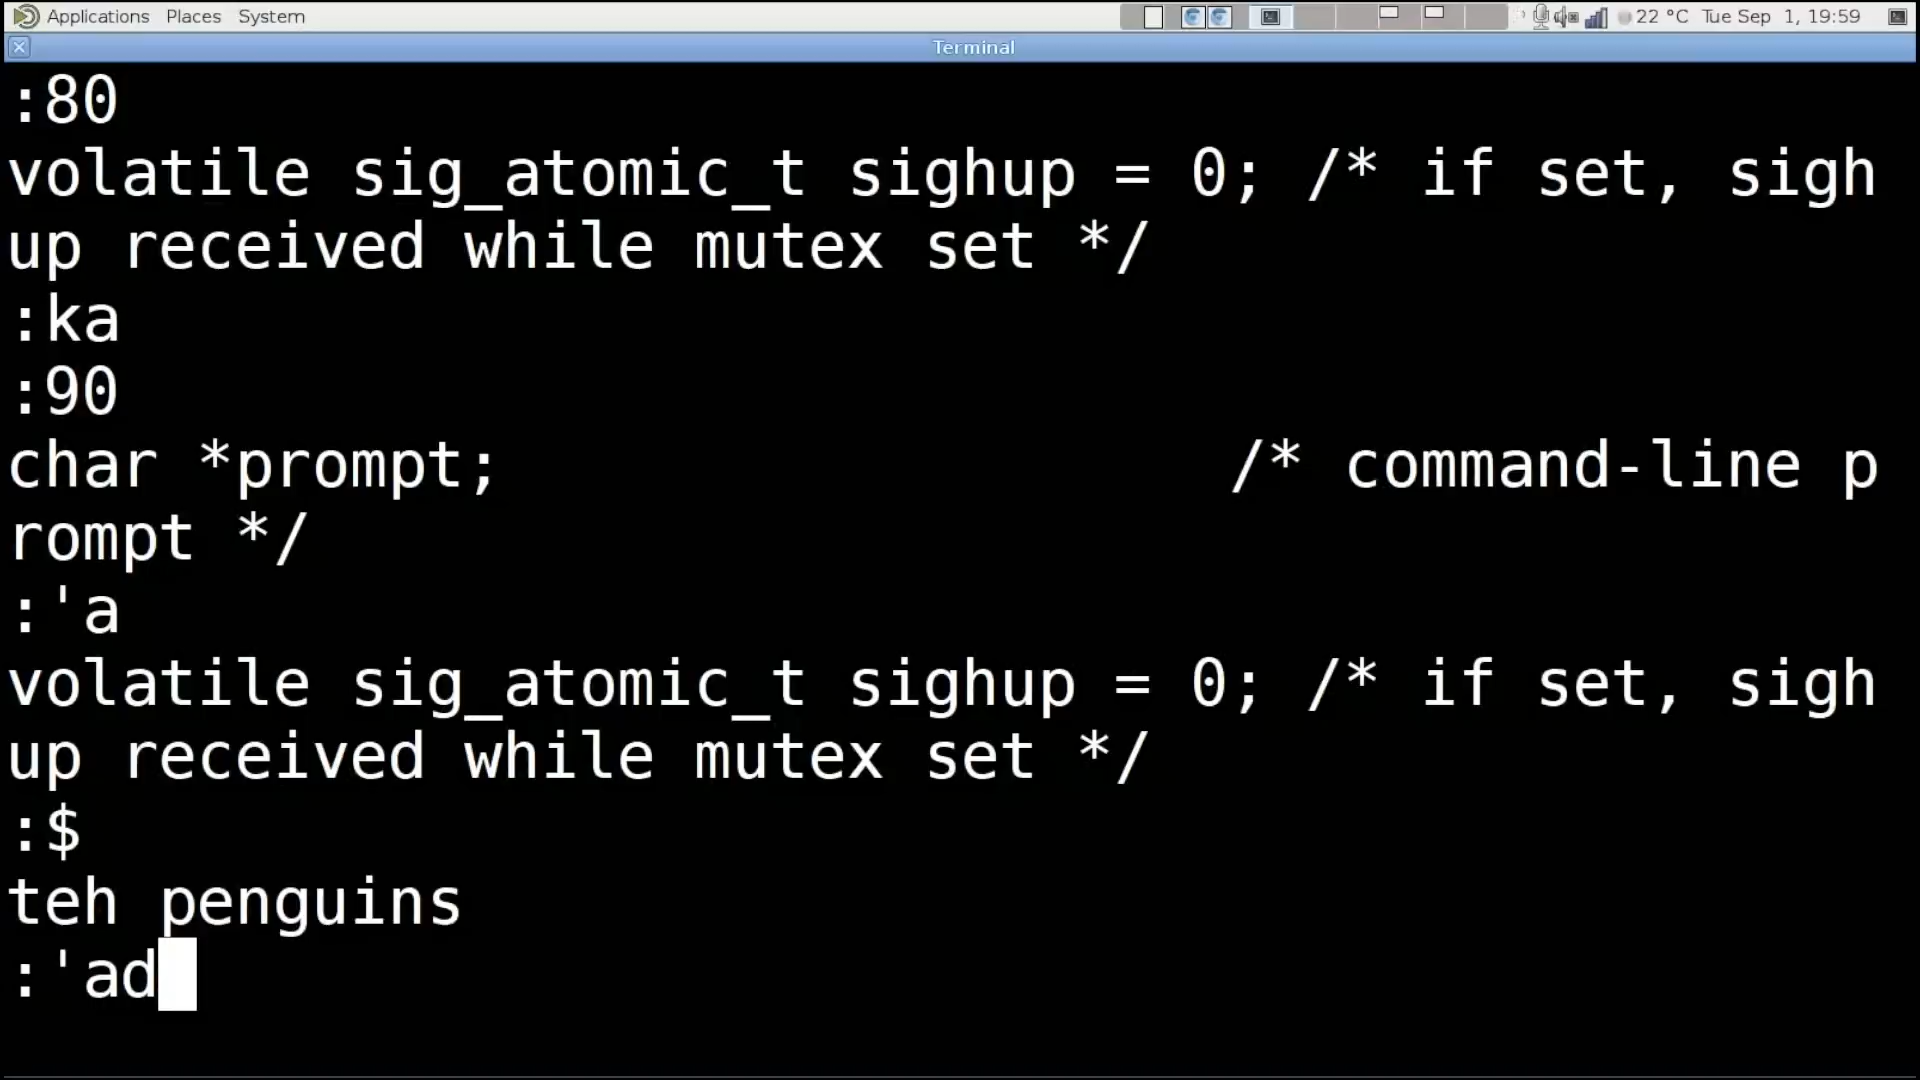 Applications Places System 22 °C Tue Sep 1, 19:59
Terminal
:80
volatile sig_atomic_t sighup = 0; /* if set, sigh
up received while mutex set */
:ka
:90
char *prompt; /* command-line p
rompt */
:'a
volatile sig_atomic_t sighup = 0; /* if set, sigh
up received while mutex set */
:$
teh penguins
:'ad